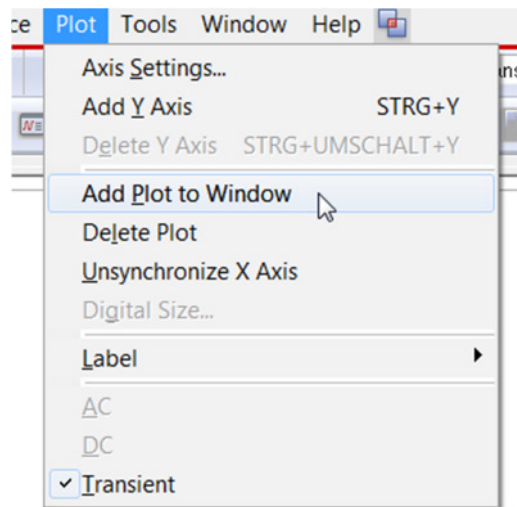 ce Plot Tools Window Help
Axis Settings...
ns
Add Y Axis STRG+Y
N
Delete Y Axis STRG+UMSCHALT+Y
Add Plot to Window
Delete Plot
Unsynchronize X Axis
Digital Size...
Label
AC
DC
Transient